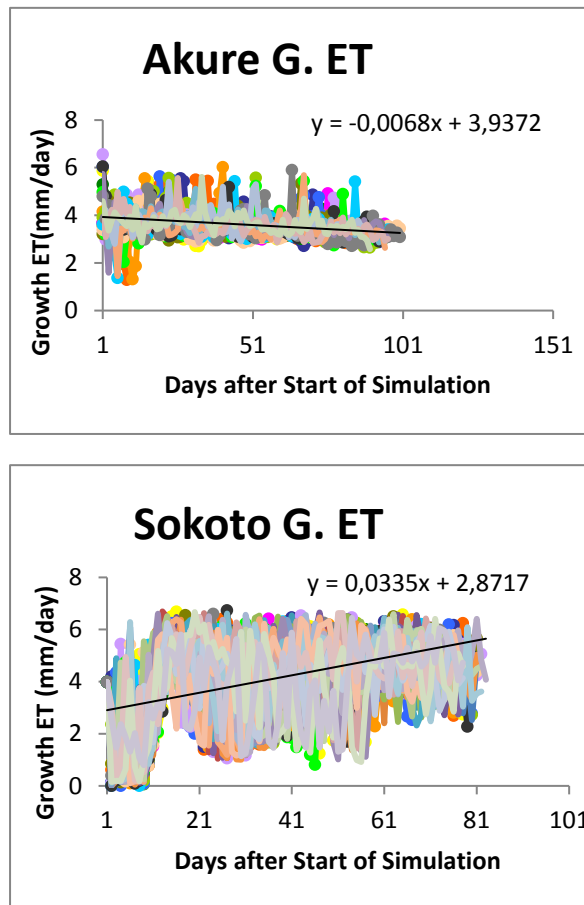 Akure G. ET
y = -0,0068x + 3,9372
8
6
4
2
0
Growth ET(mm/day)
1 51 101 151
Days after Start of Simulation
Sokoto G. ET
y = 0,0335x + 2,8717
8
6
4
2
0
Growth ET (mm/day)
1 21 41 61 81 101
Days after Start of Simulation